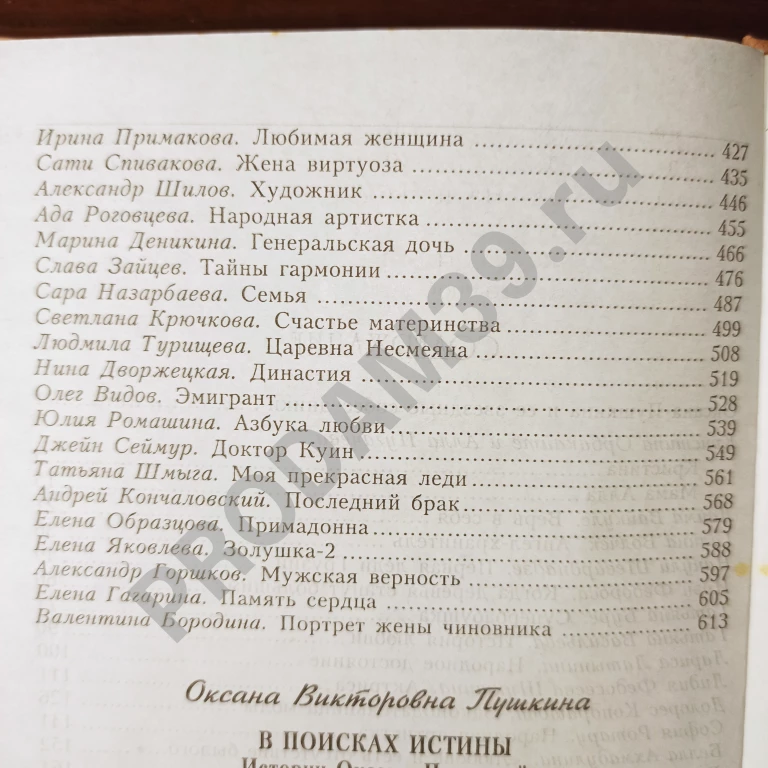 Ирина Примакова. Любимая женщина ........ 427
Сати Спивакова. Жена виртуоза ........ 435
Александр Шилов. Художник ........ 446
Ада Роговцева. Народная артистка ........ 455
Марина Деникина. Генеральская дочь ........ 466
Слава Зайцев. Тайны гармонии ........ 476
Сара Назарбаева. Семья ........ 487
Светлана Крючкова. Счастье материнства ........ 499
Людмила Турищева. Царевна Несмеяна ........ 508
Нина Дворжецкая. Династия ........ 519
Олег Видов. Эмигрант ........ 528
Юлия Ромашина. Азбука любви ........ 539
Джейн Сеймур. Доктор Куин ........ 549
Татьяна Шмыга. Моя прекрасная леди ........ 561
Андрей Кончаловский. Последний брак ........ 568
Елена Образцова. Примадонна ........ 579
Елена Яковлева. Золушка-2 ........ 588
Александр Горшков. Мужская верность ........ 597
Елена Гагарина. Память сердца ........ 605
Валентина Бородина. Портрет жены чиновника ........ 613
Оксана Викторовна Пушкина
В ПОИСКАХ ИСТИНЫ
PRODAM39.ru